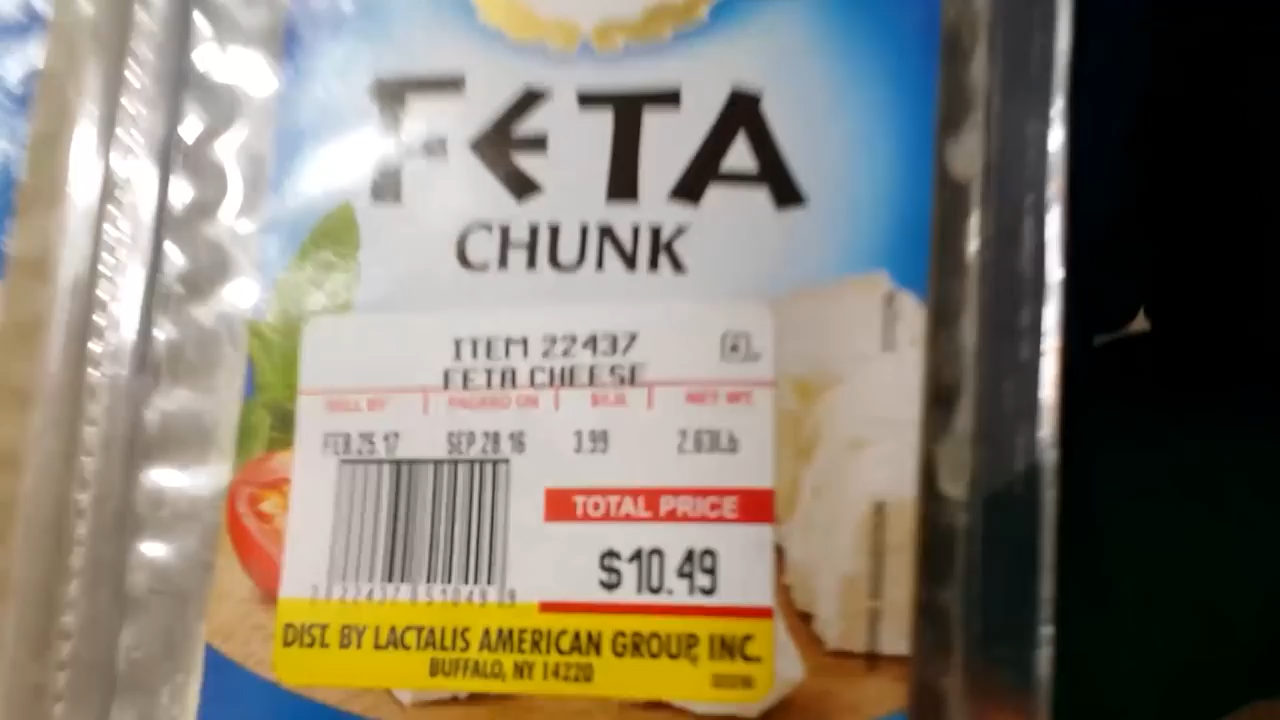 FETA
CHUNK
ITEM 22437
FETA CHEESE
SELL BY PACKED ON $/LB. NET WT.
FEB.25.17 SEP.28.16 3.99 2.63Lb
TOTAL PRICE
$10.49
DIST. BY LACTALIS AMERICAN GROUP, INC.
BUFFALO, NY 14220